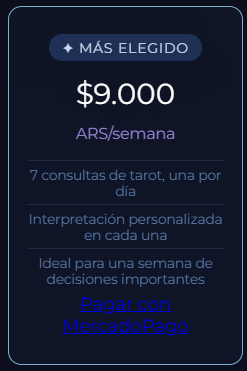 ✦ MÁS ELEGIDO
$9.000
ARS/semana
7 consultas de tarot, una por
día
Interpretación personalizada
en cada una
Ideal para una semana de
decisiones importantes
Pagar con
MercadoPago